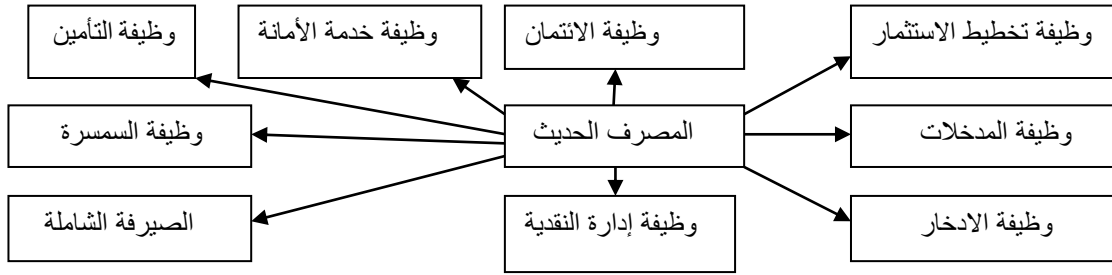 وظيفة تخطيط الاستثمار
وظيفة الائتمان
وظيفة خدمة الأمانة
وظيفة التأمين
وظيفة المدخلات
المصرف الحديث
وظيفة السمسرة
وظيفة الادخار
وظيفة إدارة النقدية
الصيرفة الشاملة